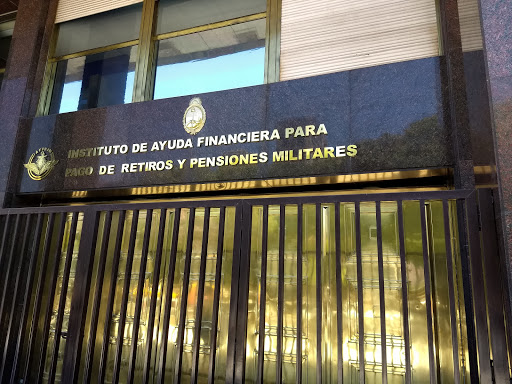 INSTITUTO DE AYUDA FINANCIERA PARA
PAGO DE RETIROS Y PENSIONES MILITARES